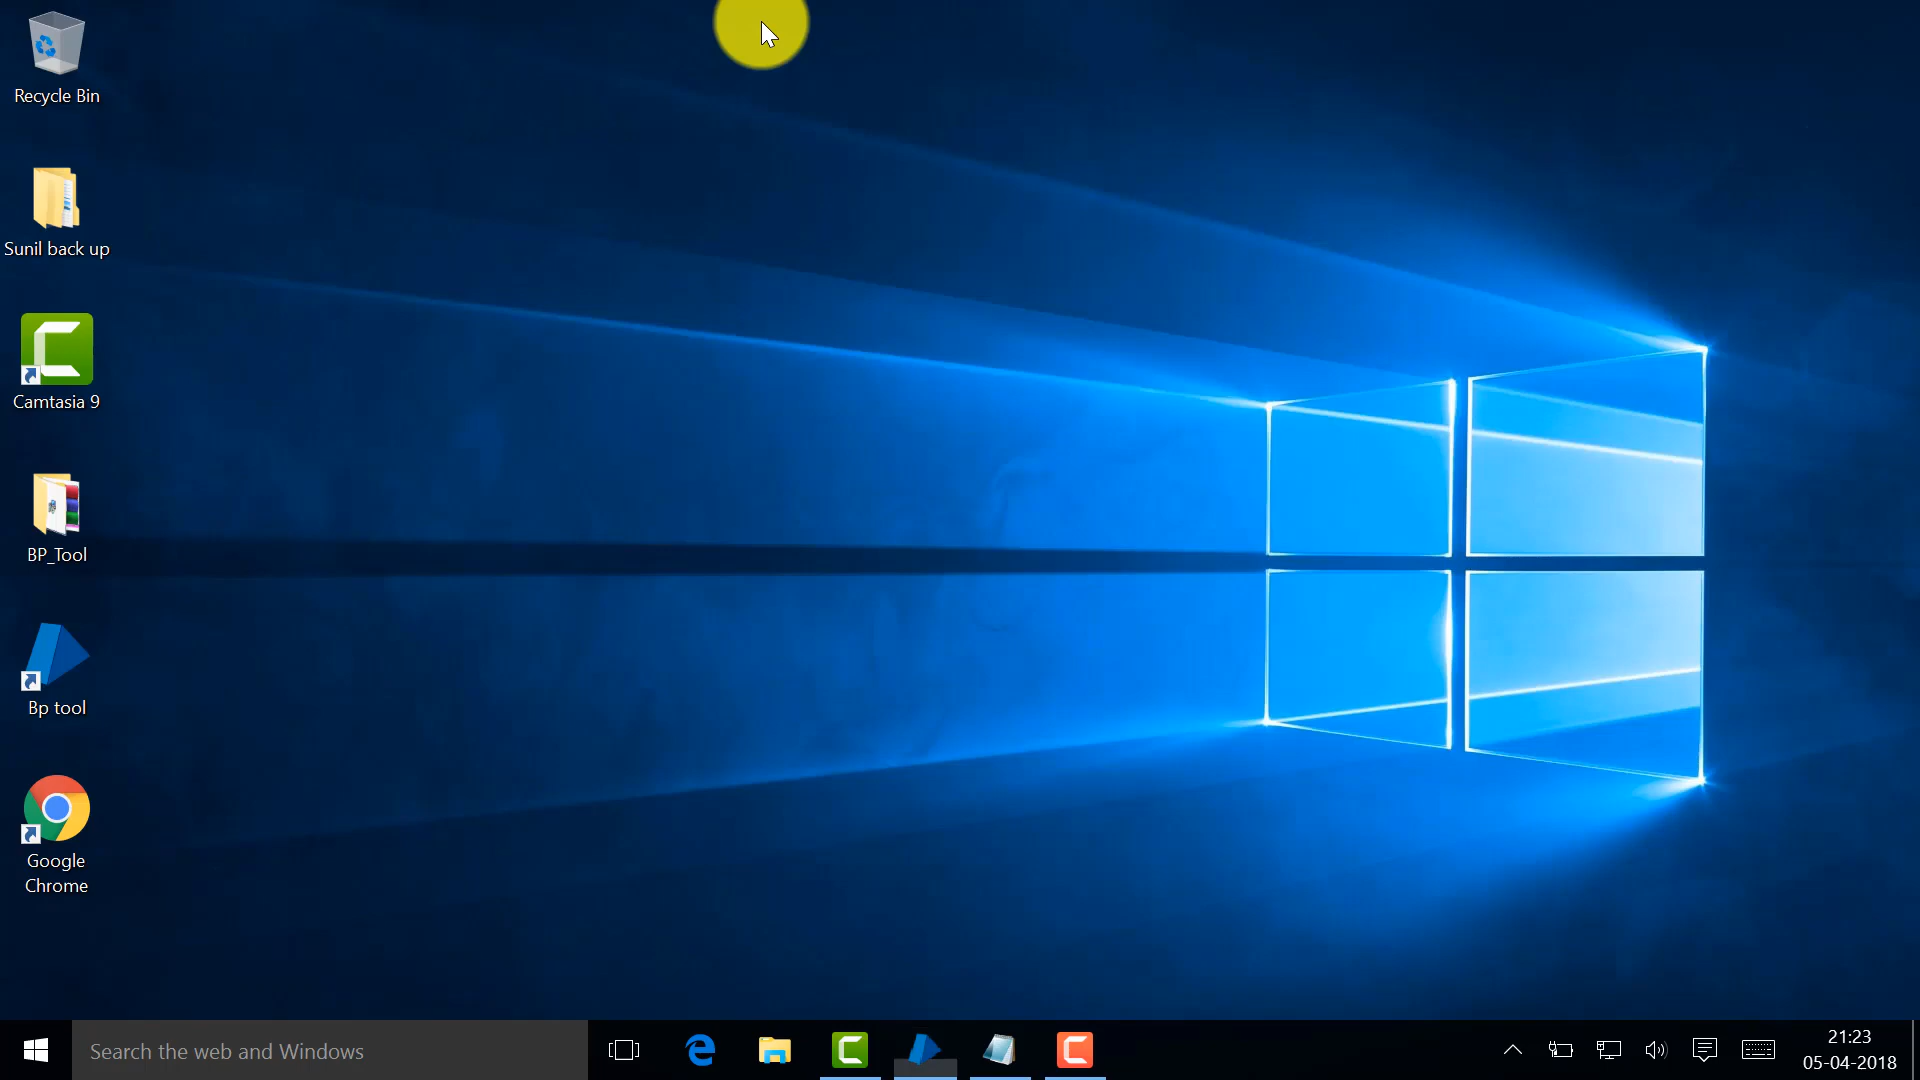 Recycle Bin
Sunil back up
Camtasia 9
BP_Tool
Bp tool
Google
Chrome
Search the web and Windows
21:23
05-04-2018